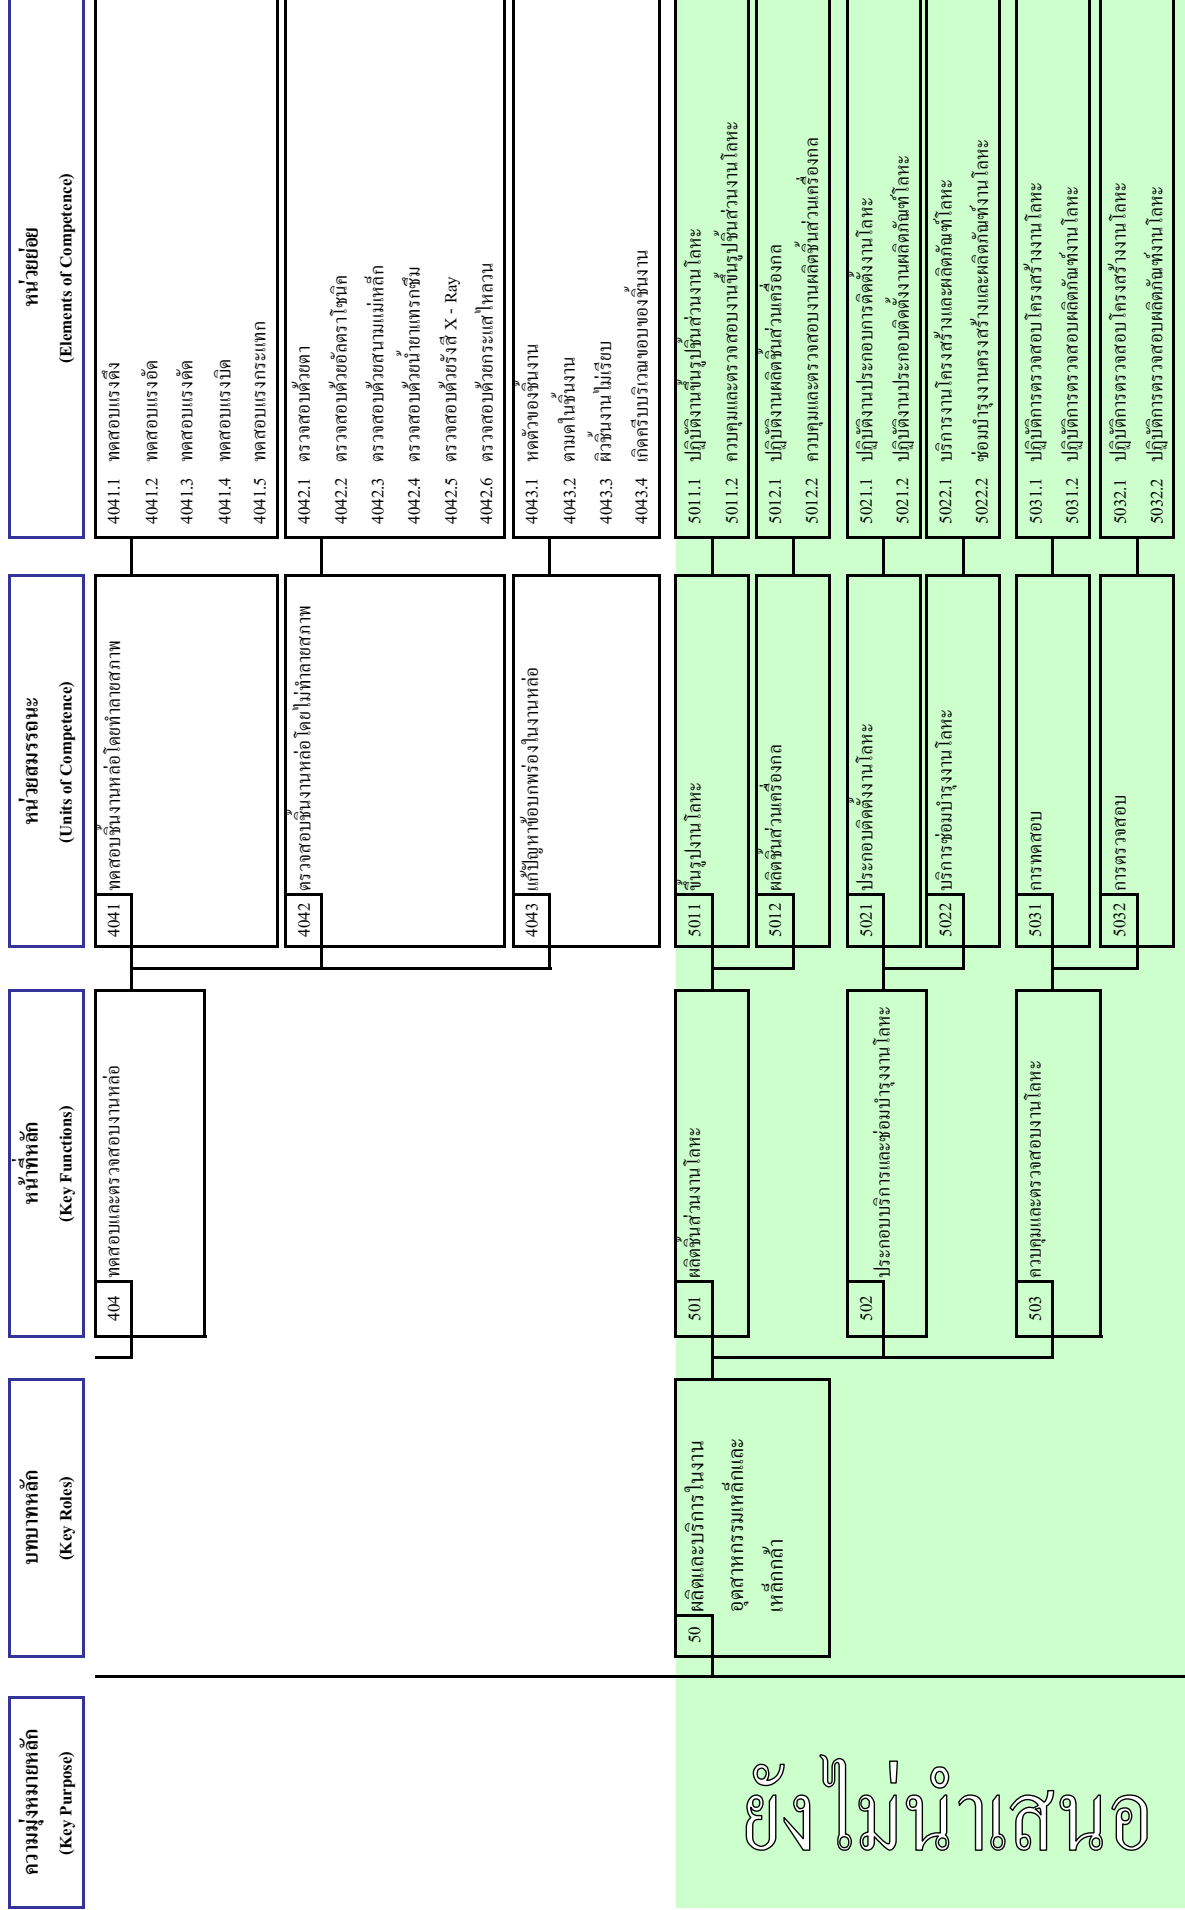 ความมุ่งหมายหลัก
(Key Purpose)
บทบาทหลัก
(Key Roles)
หน้าที่หลัก
(Key Functions)
หน่วยสมรรถนะ
(Units of Competence)
หน่วยย่อย
(Elements of Competence)
404 ทดสอบและตรวจสอบงานหล่อ
4041 ทดสอบชิ้นงานหล่อโดยทำลายสภาพ
4041.1 ทดสอบแรงดึง
4041.2 ทดสอบแรงอัด
4041.3 ทดสอบแรงดัด
4041.4 ทดสอบแรงบิด
4041.5 ทดสอบแรงกระแทก
4042 ตรวจสอบชิ้นงานหล่อโดยไม่ทำลายสภาพ
4042.1 ตรวจสอบด้วยตา
4042.2 ตรวจสอบด้วยอัลตราโซนิค
4042.3 ตรวจสอบด้วยสนามแม่เหล็ก
4042.4 ตรวจสอบด้วยน้ำยาแทรกซึม
4042.5 ตรวจสอบด้วยรังสี X - Ray
4042.6 ตรวจสอบด้วยกระแสไหลวน
4043 แก้ปัญหาข้อบกพร่องในงานหล่อ
4043.1 หดตัวของชิ้นงาน
4043.2 ตามดในชิ้นงาน
4043.3 ผิวชิ้นงานไม่เรียบ
4043.4 เกิดครีบบริเวณขอบของชิ้นงาน
50 ผลิตและบริการในงาน
อุตสาหกรรมเหล็กและ
เหล็กกล้า
501 ผลิตชิ้นส่วนงานโลหะ
5011 ขึ้นรูปงานโลหะ
5011.1 ปฏิบัติงานขึ้นรูปชิ้นส่วนงานโลหะ
5011.2 ควบคุมและตรวจสอบงานขึ้นรูปชิ้นส่วนงานโลหะ
5012 ผลิตชิ้นส่วนเครื่องกล
5012.1 ปฏิบัติงานผลิตชิ้นส่วนเครื่องกล
5012.2 ควบคุมและตรวจสอบงานผลิตชิ้นส่วนเครื่องกล
502 ประกอบบริการและซ่อมบำรุงงานโลหะ
5021 ประกอบติดตั้งงานโลหะ
5021.1 ปฏิบัติงานประกอบการติดตั้งงานโลหะ
5021.2 ปฏิบัติงานประกอบติดตั้งงานผลิตภัณฑ์โลหะ
5022 บริการซ่อมบำรุงงานโลหะ
5022.1 บริการงานโครงสร้างและผลิตภัณฑ์โลหะ
5022.2 ซ่อมบำรุงงานครงสร้างและผลิตภัณฑ์งานโลหะ
503 ควบคุมและตรวจสอบงานโลหะ
5031 การทดสอบ
5031.1 ปฏิบัติการตรวจสอบโครงสร้างงานโลหะ
5031.2 ปฏิบัติการตรวจสอบผลิตภัณฑ์งานโลหะ
5032 การตรวจสอบ
5032.1 ปฏิบัติการตรวจสอบโครงสร้างงานโลหะ
5032.2 ปฏิบัติการตรวจสอบผลิตภัณฑ์งานโลหะ
ยังไม่นำเสนอ